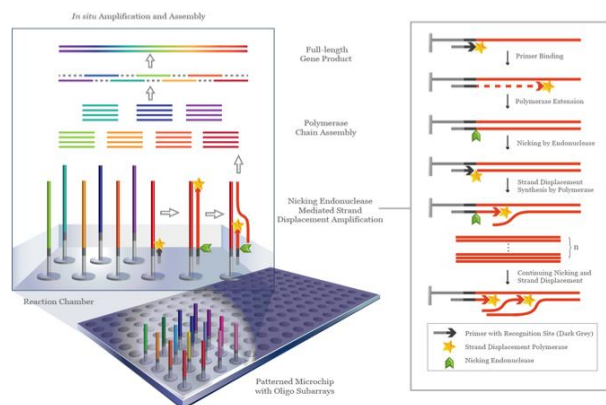 In situ Amplification and Assembly
Full-length
Gene Product
Polymerase
Chain Assembly
Nicking Endonuclease
Mediated Strand
Displacement Amplification
Reaction Chamber
Patterned Microchip
with Oligo Subarrays
Primer Binding
Polymerase Extension
Nicking by Endonuclease
Strand Displacement
Synthesis by Polymerase
n
Continuing Nicking and
Strand Displacement
Primer with Recognition Site (Dark Grey)
Strand Displacement Polymerase
Nicking Endonuclease